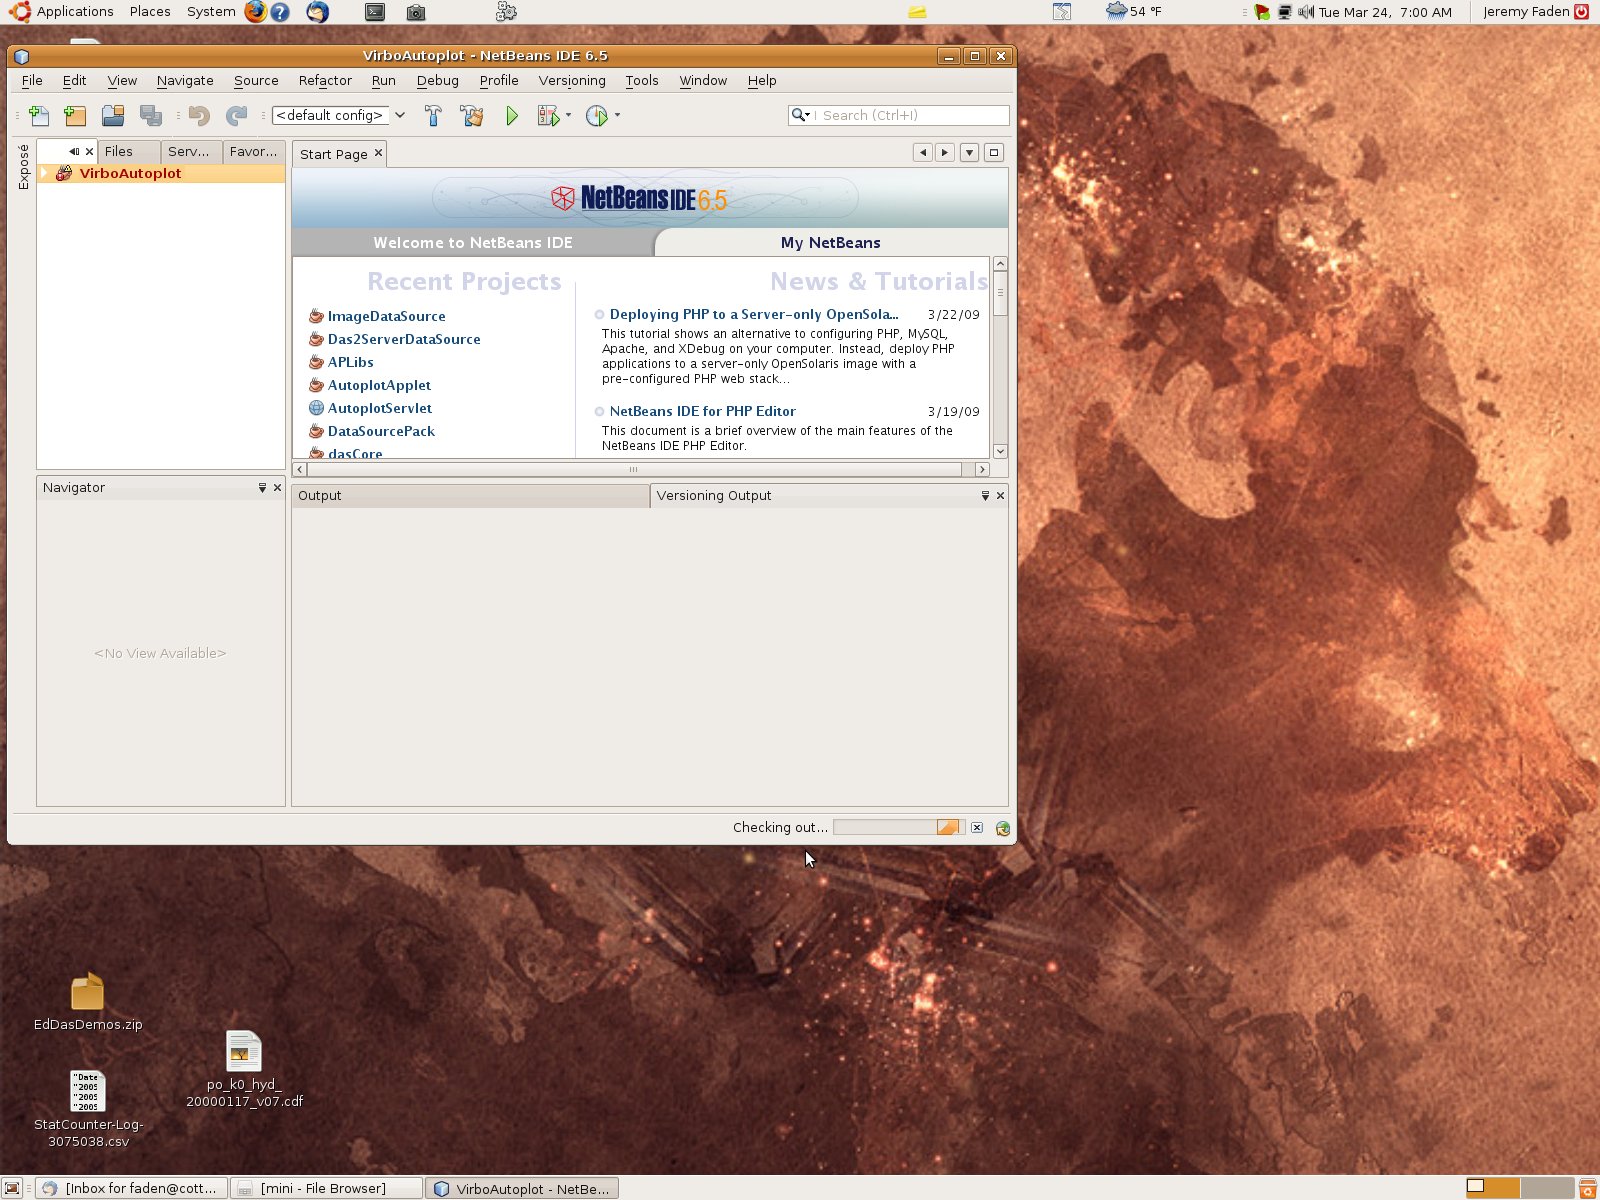 Applications Places System
54 °F
Tue Mar 24, 7:00 AM
Jeremy Faden
VirboAutoplot - NetBeans IDE 6.5
File Edit View Navigate Source Refactor Run Debug Profile Versioning Tools Window Help
<default config>
Search (Ctrl+I)
Exposé
Files Serv... Favor...
VirboAutoplot
Start Page
NetBeans IDE 6.5
Welcome to NetBeans IDE
My NetBeans
Recent Projects
ImageDataSource
Das2ServerDataSource
APLibs
AutoplotApplet
AutoplotServlet
DataSourcePack
dasCore
News & Tutorials
Deploying PHP to a Server-only OpenSola... 3/22/09
This tutorial shows an alternative to configuring PHP, MySQL,
Apache, and XDebug on your computer. Instead, deploy PHP
applications to a server-only OpenSolaris image with a
pre-configured PHP web stack...
NetBeans IDE for PHP Editor 3/19/09
This document is a brief overview of the main features of the
NetBeans IDE PHP Editor.
Navigator
<No View Available>
Output
Versioning Output
Checking out...
EdDasDemos.zip
"Date
"2005
"2005
"2005
StatCounter-Log-
3075038.csv
po_k0_hyd_
20000117_v07.cdf
[Inbox for faden@cott...
[mini - File Browser]
VirboAutoplot - NetBe...